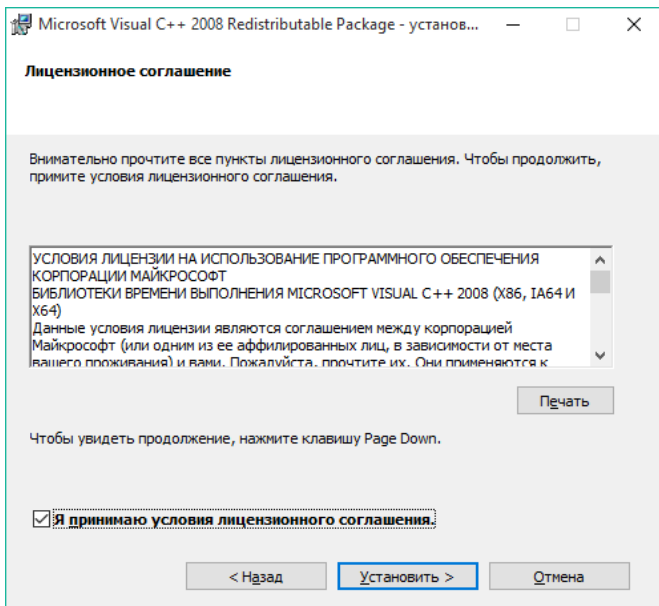 Microsoft Visual C++ 2008 Redistributable Package - установ...
Лицензионное соглашение
Внимательно прочтите все пункты лицензионного соглашения. Чтобы продолжить,
примите условия лицензионного соглашения.
УСЛОВИЯ ЛИЦЕНЗИИ НА ИСПОЛЬЗОВАНИЕ ПРОГРАММНОГО ОБЕСПЕЧЕНИЯ
КОРПОРАЦИИ МАЙКРОСОФТ
БИБЛИОТЕКИ ВРЕМЕНИ ВЫПОЛНЕНИЯ MICROSOFT VISUAL C++ 2008 (X86, IA64 И
X64)
Данные условия лицензии являются соглашением между корпорацией
Майкрософт (или одним из ее аффилированных лиц, в зависимости от места
вашего проживания) и вами. Пожалуйста, прочтите их. Они применяются к
Печать
Чтобы увидеть продолжение, нажмите клавишу Page Down.
Я принимаю условия лицензионного соглашения.
< Назад
Установить >
Отмена